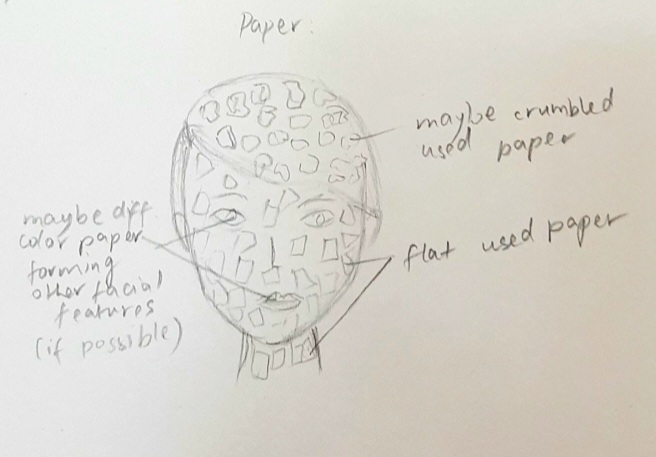 Paper:
maybe crumbled
used paper
maybe diff
color paper
forming
other facial
features
(if possible)
flat used paper